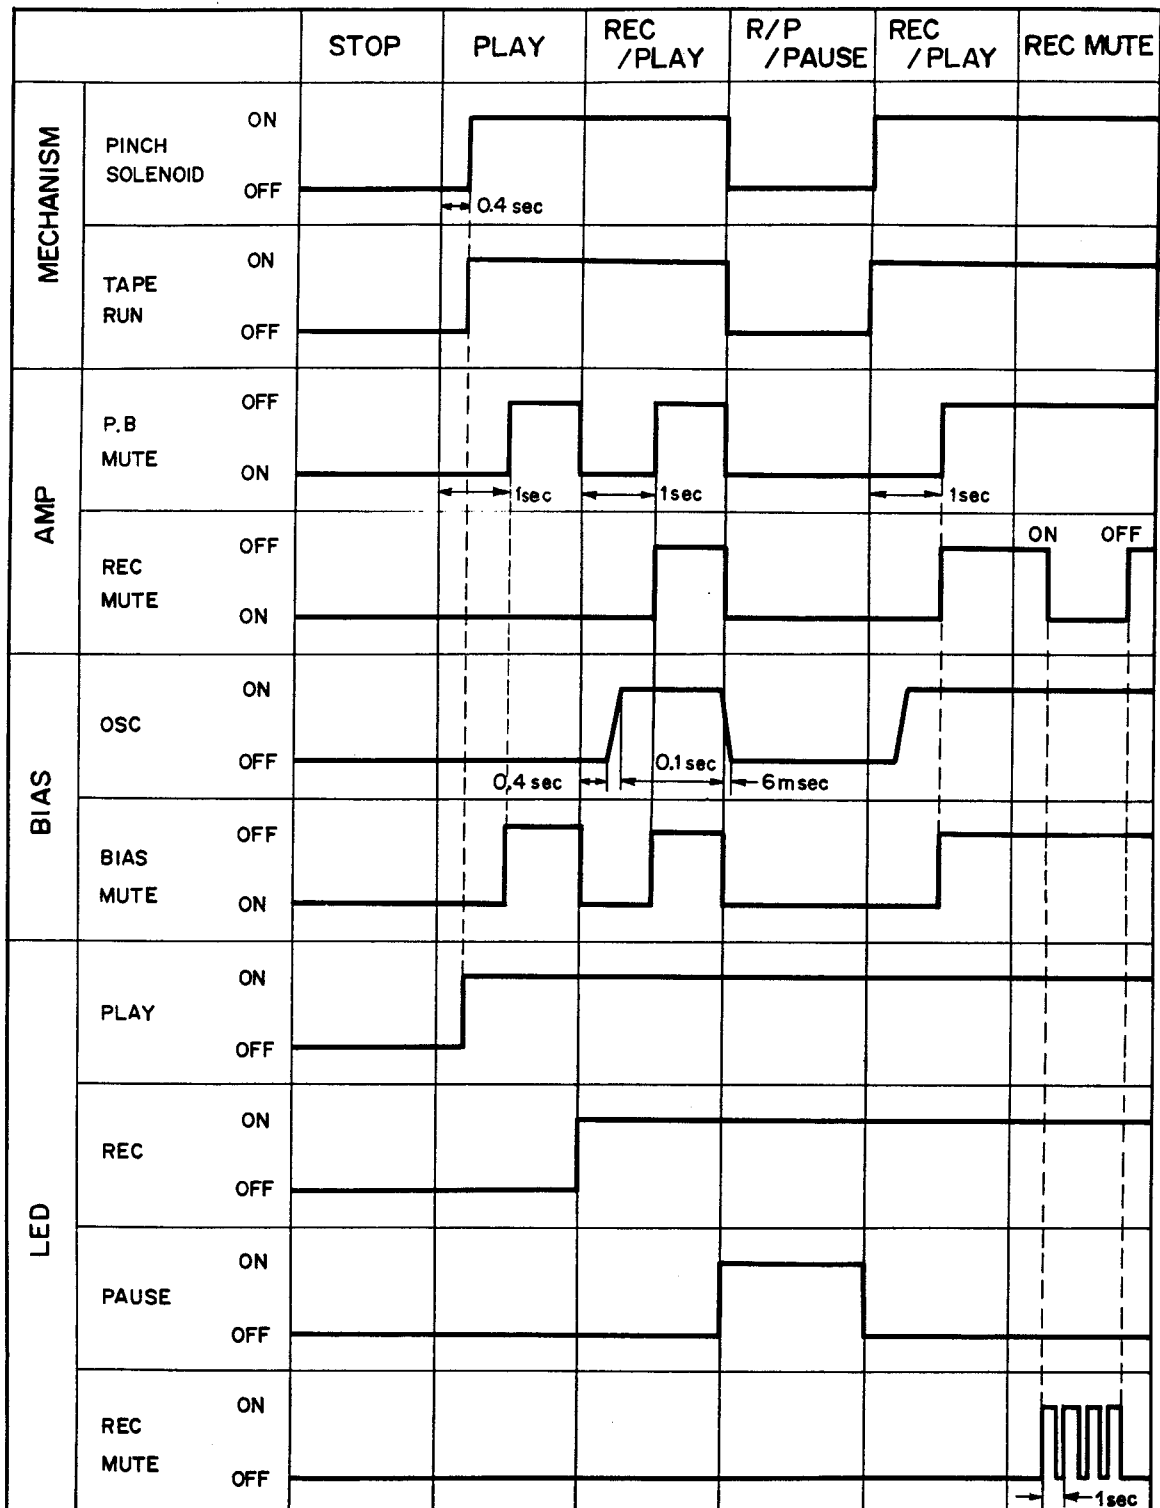 STOP
PLAY
REC
/PLAY
R/P
/PAUSE
REC
/PLAY
REC MUTE
MECHANISM
PINCH
SOLENOID
ON
OFF
0.4 sec
TAPE
RUN
ON
OFF
AMP
P.B
MUTE
OFF
ON
1sec
1sec
1sec
REC
MUTE
OFF
ON
ON
OFF
BIAS
OSC
ON
OFF
0.4 sec
0.1 sec
6m sec
BIAS
MUTE
OFF
ON
LED
PLAY
ON
OFF
REC
ON
OFF
PAUSE
ON
OFF
REC
MUTE
ON
OFF
1sec